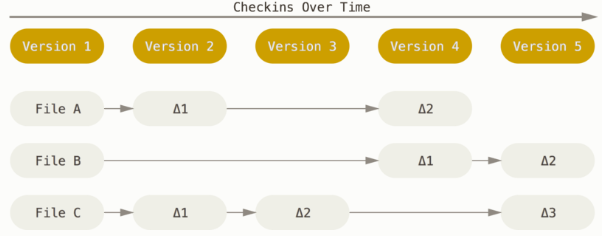 Checkins Over Time
Version 1 Version 2 Version 3 Version 4 Version 5
File A Δ1 Δ2
File B Δ1 Δ2
File C Δ1 Δ2 Δ3